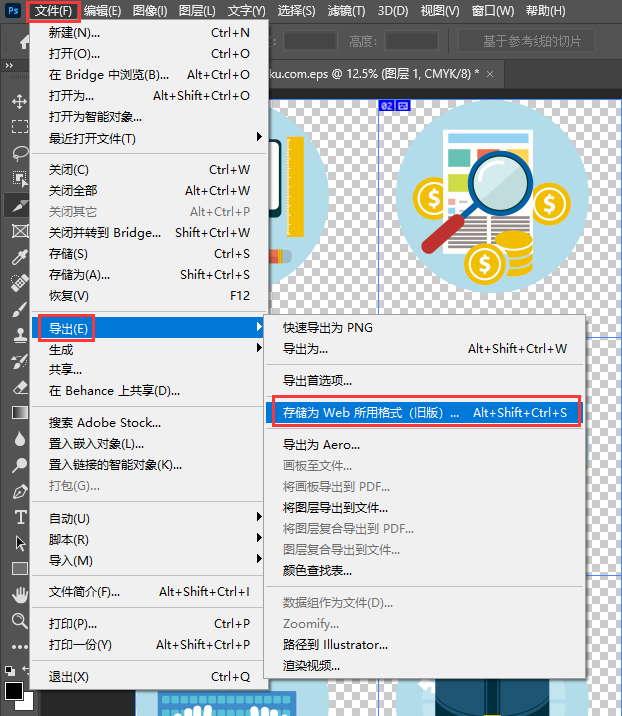 Ps 文件(F) 编辑(E) 图像(I) 图层(L) 文字(Y) 选择(S) 滤镜(T) 3D(D) 视图(V) 窗口(W) 帮助(H)
高度: 基于参考线的切片
ku.com.eps @ 12.5% (图层 1, CMYK/8) * ×
新建(N)... Ctrl+N
打开(O)... Ctrl+O
在 Bridge 中浏览(B)... Alt+Ctrl+O
打开为... Alt+Shift+Ctrl+O
打开为智能对象...
最近打开文件(T)
关闭(C) Ctrl+W
关闭全部 Alt+Ctrl+W
关闭其它 Alt+Ctrl+P
关闭并转到 Bridge... Shift+Ctrl+W
存储(S) Ctrl+S
存储为(A)... Shift+Ctrl+S
恢复(V) F12
导出(E)
生成
共享...
在 Behance 上共享(D)...
搜索 Adobe Stock...
置入嵌入对象(L)...
置入链接的智能对象(K)...
打包(G)...
自动(U)
脚本(R)
导入(M)
文件简介(F)... Alt+Shift+Ctrl+I
打印(P)... Ctrl+P
打印一份(Y) Alt+Shift+Ctrl+P
退出(X) Ctrl+Q
快速导出为 PNG
导出为... Alt+Shift+Ctrl+W
导出首选项...
存储为 Web 所用格式（旧版）... Alt+Shift+Ctrl+S
导出为 Aero...
画板至文件...
将画板导出到 PDF...
将图层导出到文件...
将图层复合导出到 PDF...
图层复合导出到文件...
颜色查找表...
数据组作为文件(D)...
Zoomify...
路径到 Illustrator...
渲染视频...
02
$
$
$